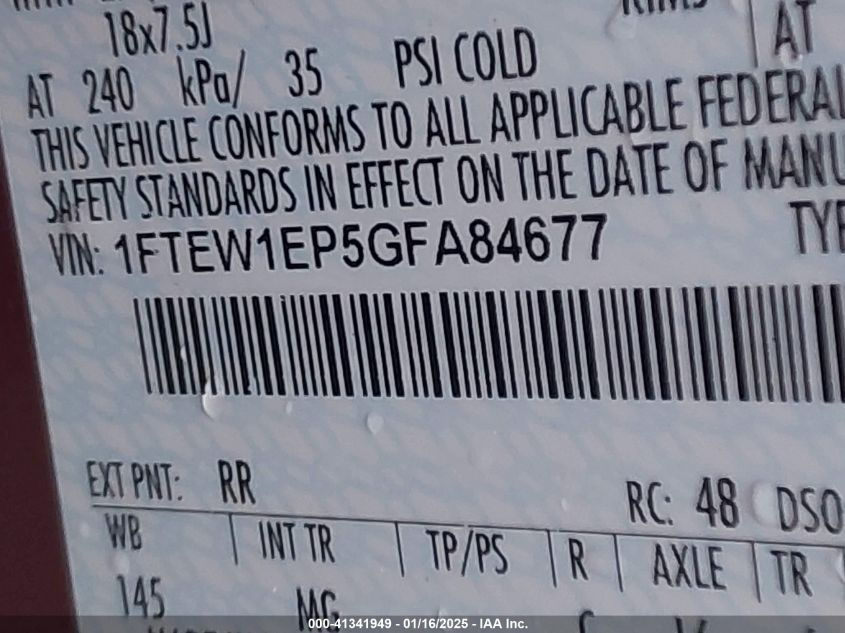 18x7.5J
AT 240 kPa/ 35 PSI COLD AT
THIS VEHICLE CONFORMS TO ALL APPLICABLE FEDERAL
SAFETY STANDARDS IN EFFECT ON THE DATE OF MANU
VIN: 1FTEW1EP5GFA84677 TYP
EXT PNT: RR RC: 48 DSO
WB INT TR TP/PS R AXLE TR
145 MG
000-41341949 - 01/16/2025 - IAA Inc.